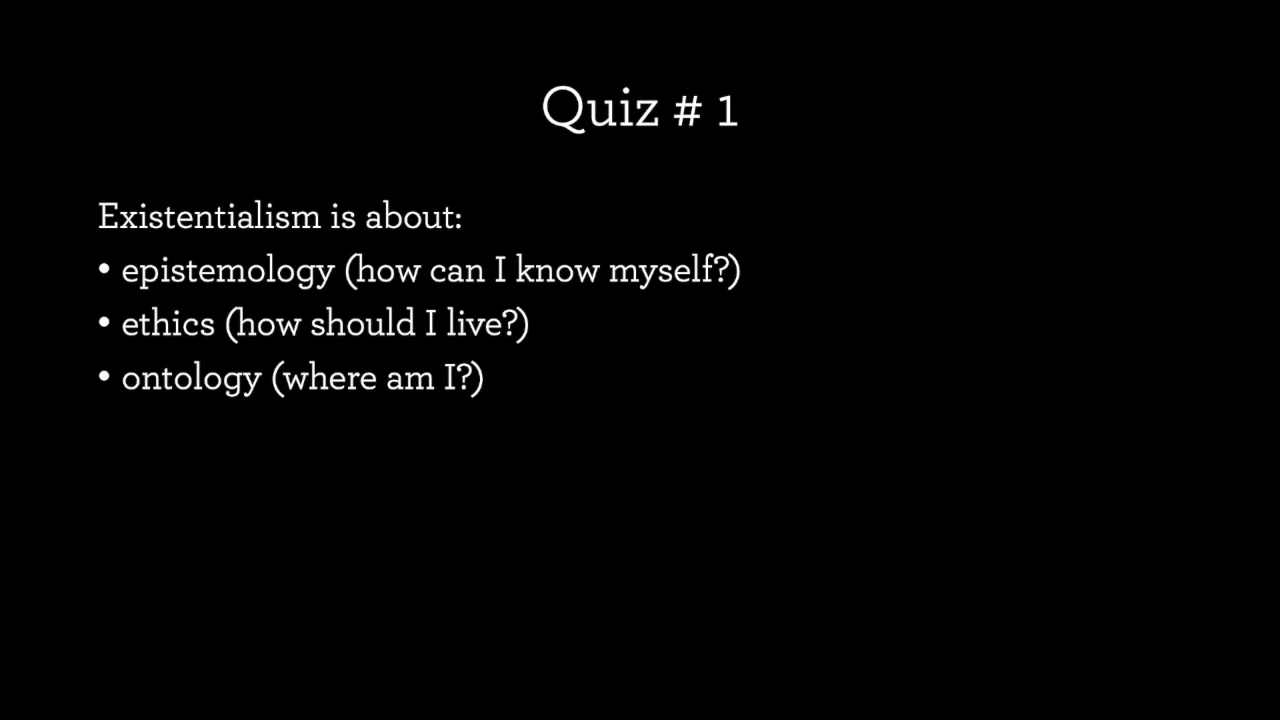 Quiz # 1
Existentialism is about:
• epistemology (how can I know myself?)
• ethics (how should I live?)
• ontology (where am I?)